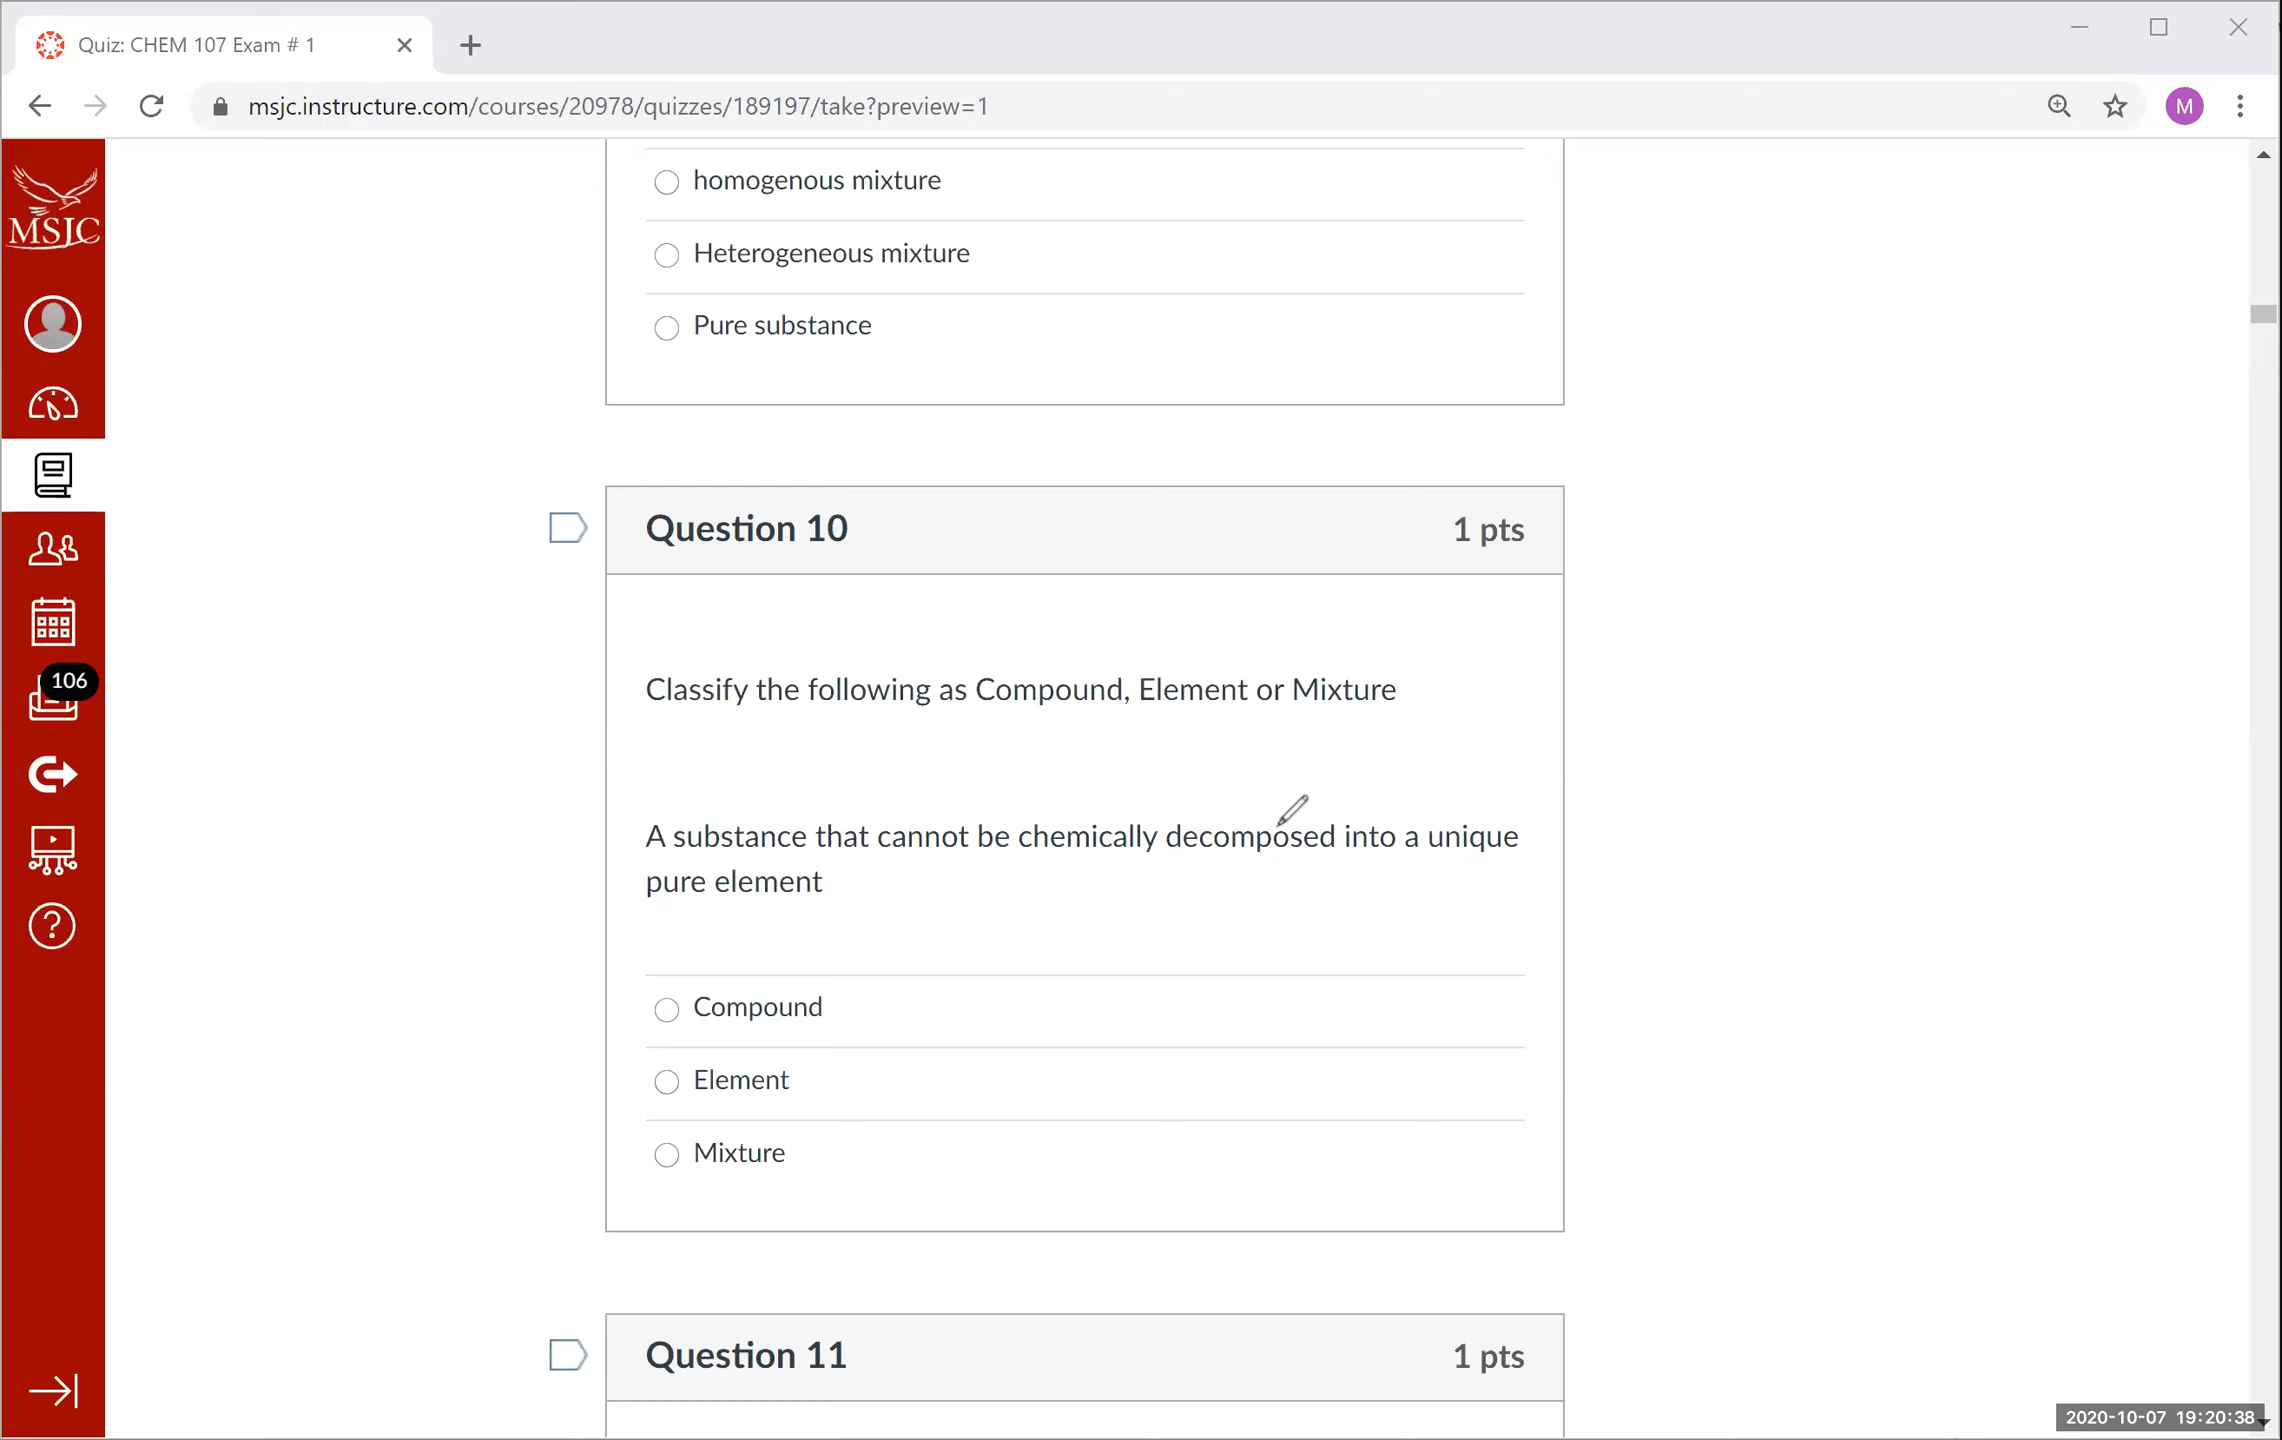 Quiz: CHEM 107 Exam # 1
msjc.instructure.com/courses/20978/quizzes/189197/take?preview=1
M
MSJC
homogenous mixture
Heterogeneous mixture
Pure substance
Question 10
1 pts
Classify the following as Compound, Element or Mixture
106
A substance that cannot be chemically decomposed into a unique
pure element
Compound
Element
Mixture
Question 11
1 pts
2020-10-07 19:20:38